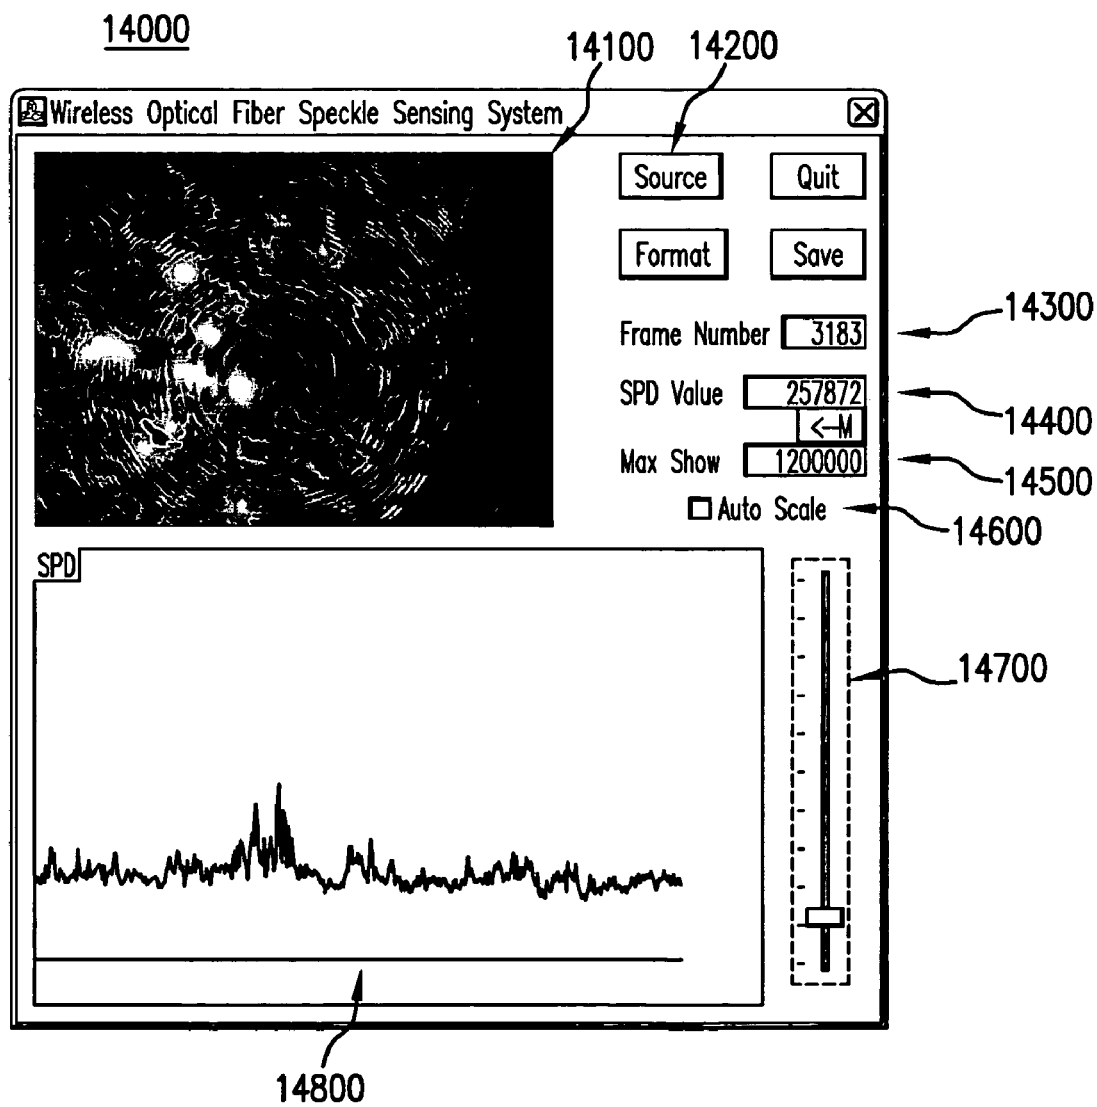 14000
14100
14200
Wireless Optical Fiber Speckle Sensing System
Source
Quit
Format
Save
Frame Number 3183
14300
SPD Value 257872
14400
<-M
Max Show 1200000
14500
Auto Scale
14600
SPD
14700
14800